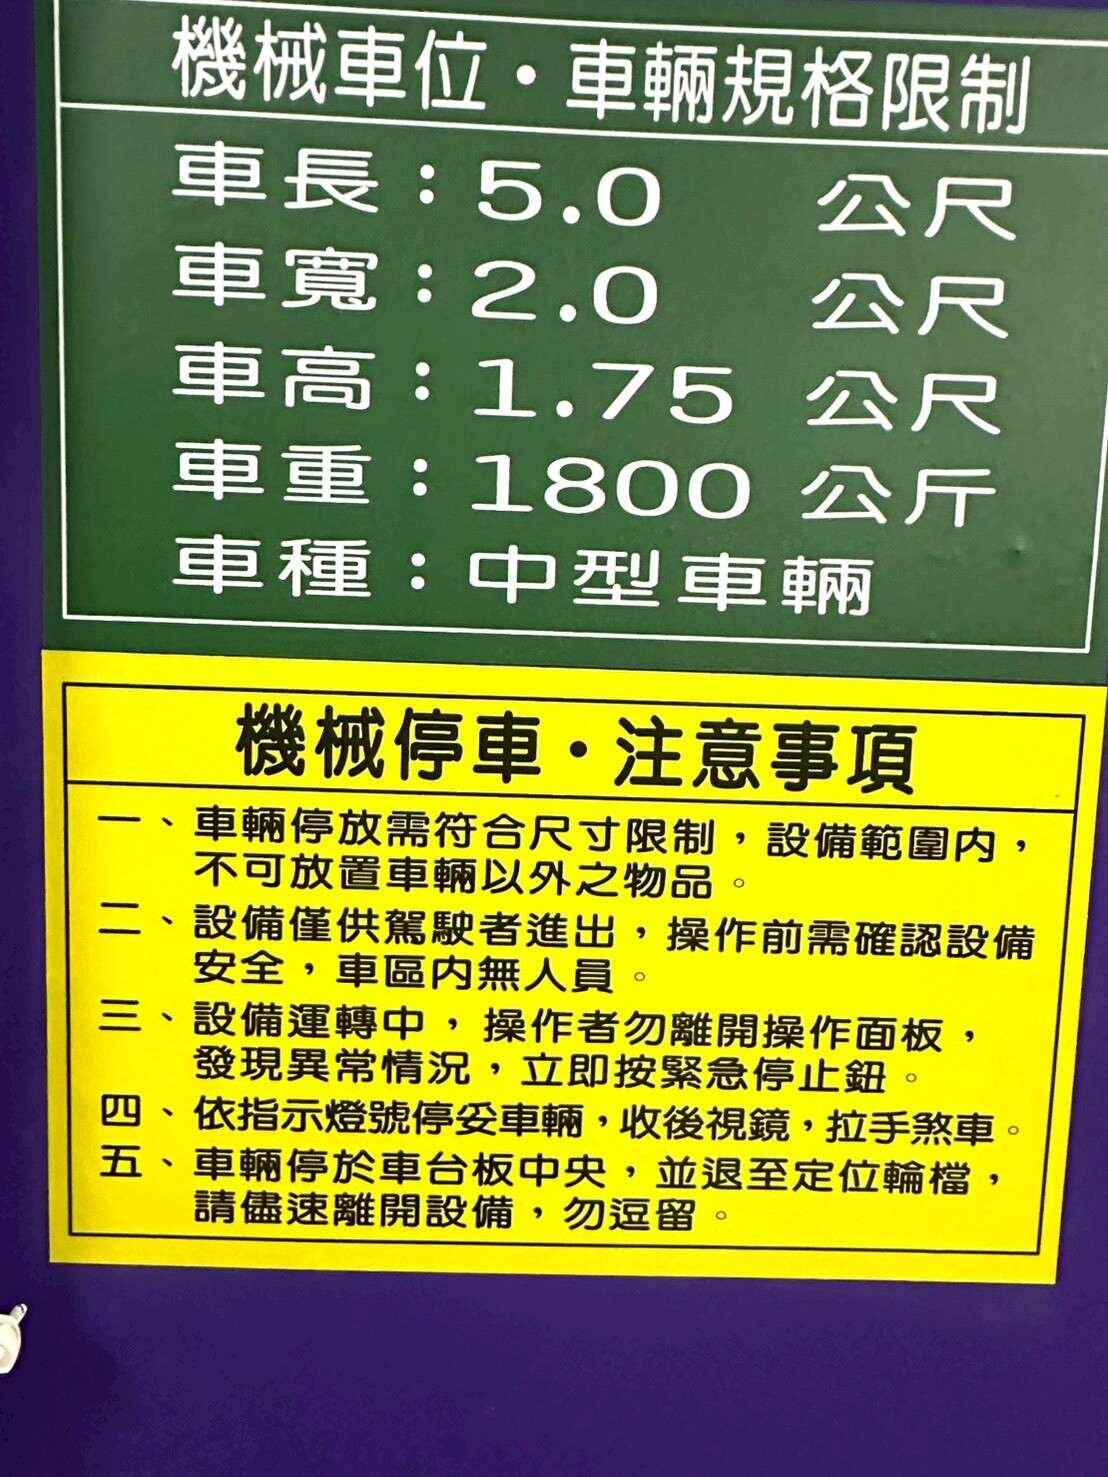 機械車位・車輛規格限制
車長：5.0 公尺
車寬：2.0 公尺
車高：1.75 公尺
車重：1800 公斤
車種：中型車輛
機械停車・注意事項
一、車輛停放需符合尺寸限制，設備範圍內，
不可放置車輛以外之物品。
二、設備僅供駕駛者進出，操作前需確認設備
安全，車區內無人員。
三、設備運轉中，操作者勿離開操作面板，
發現異常情況，立即按緊急停止鈕。
四、依指示燈號停妥車輛，收後視鏡，拉手煞車。
五、車輛停於車台板中央，並退至定位輪檔，
請儘速離開設備，勿逗留。